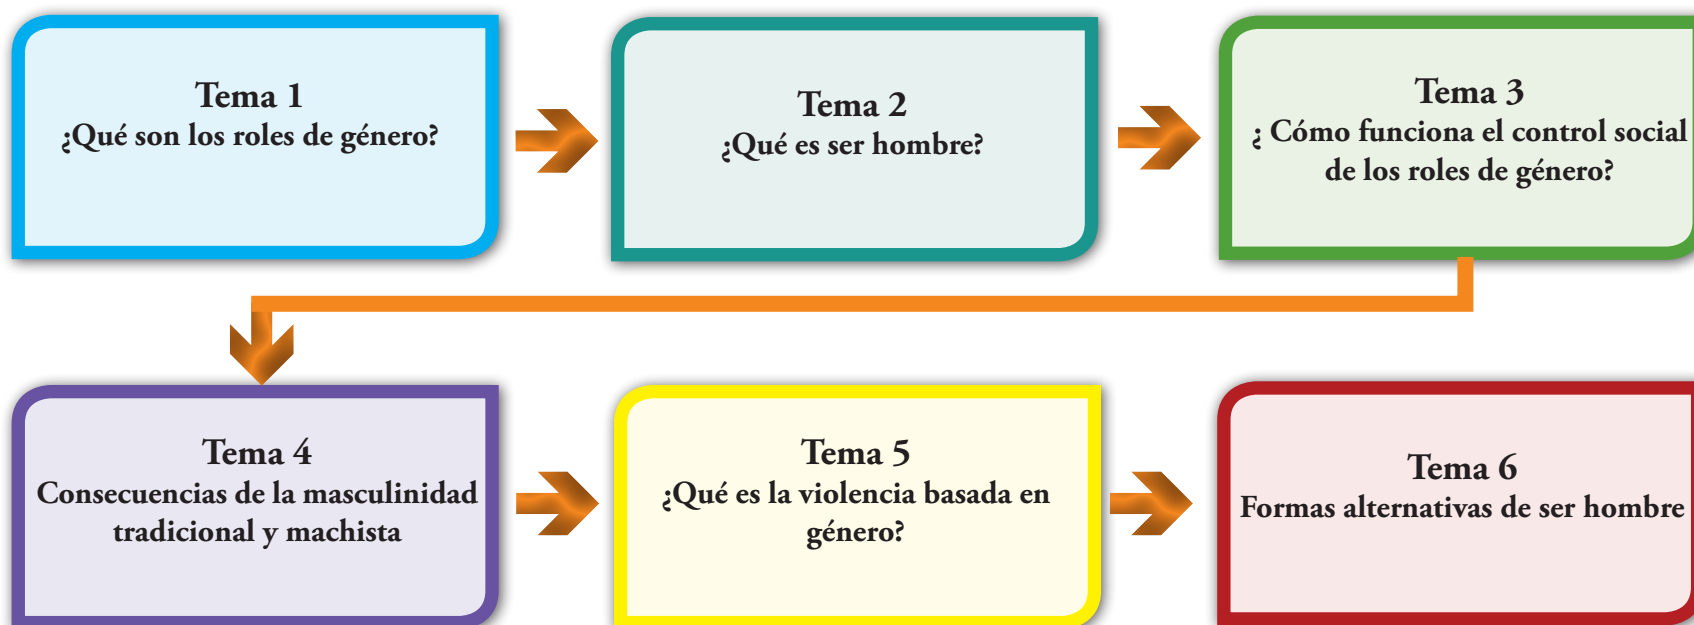 Tema 1
¿Qué son los roles de género?
Tema 2
¿Qué es ser hombre?
Tema 3
¿ Cómo funciona el control social
de los roles de género?
Tema 4
Consecuencias de la masculinidad
tradicional y machista
Tema 5
¿Qué es la violencia basada en
género?
Tema 6
Formas alternativas de ser hombre